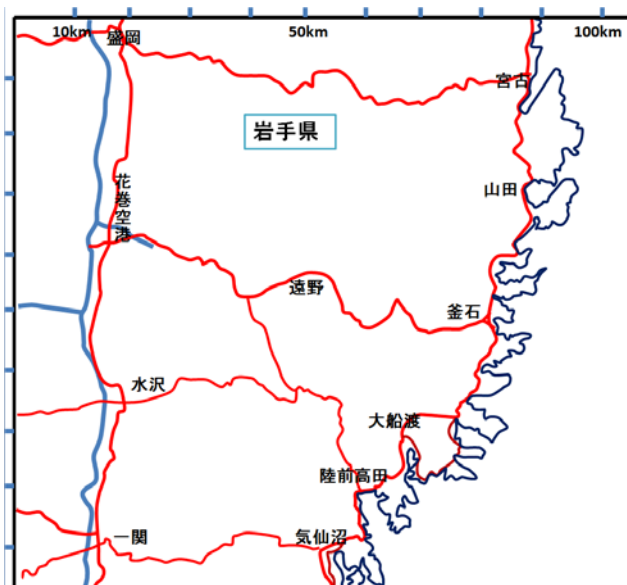 10km
50km
100km
盛岡
宮古
岩手県
山田
花巻空港
遠野
釜石
水沢
大船渡
陸前高田
一関
気仙沼